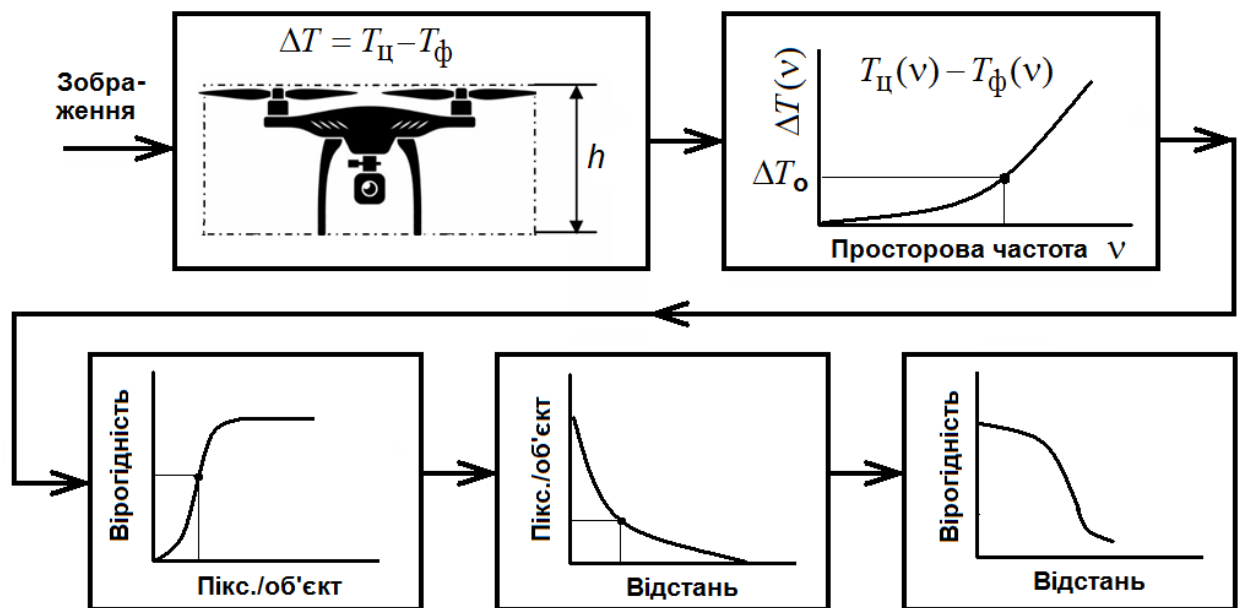 Зобра-
ження
ΔT = Tц – Tф
h
ΔT(ν)
Tц(ν) – Tф(ν)
ΔTо
Просторова частота ν
Вірогідність
Пікс./об'єкт
Пікс./об'єкт
Відстань
Вірогідність
Відстань